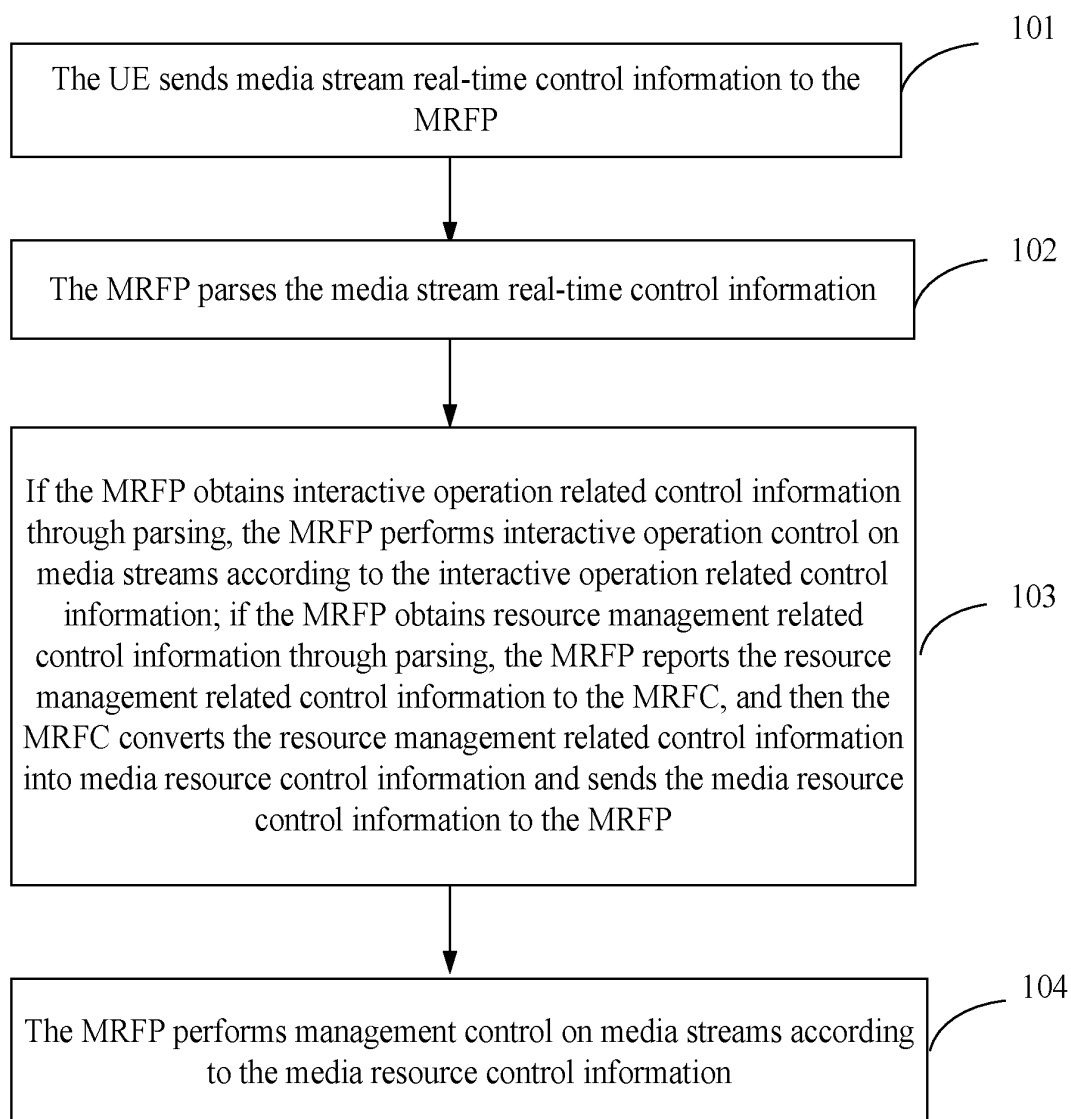 101
The UE sends media stream real-time control information to the
MRFP
102
The MRFP parses the media stream real-time control information
If the MRFP obtains interactive operation related control information
through parsing, the MRFP performs interactive operation control on
media streams according to the interactive operation related control
information; if the MRFP obtains resource management related
control information through parsing, the MRFP reports the resource
management related control information to the MRFC, and then the
MRFC converts the resource management related control information
into media resource control information and sends the media resource
control information to the MRFP
103
104
The MRFP performs management control on media streams according
to the media resource control information